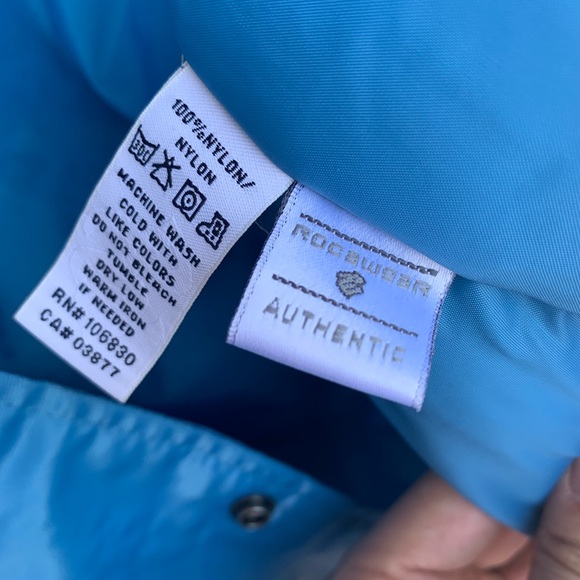 100%NYLON/
NYLON
30C
MACHINE WASH
COLD WITH
LIKE COLORS
DO NOT BLEACH
TUMBLE
DRY LOW
WARM IRON
IF NEEDED
RN#106830
CA# 03877
ROCAWEAR
AUTHENTIC